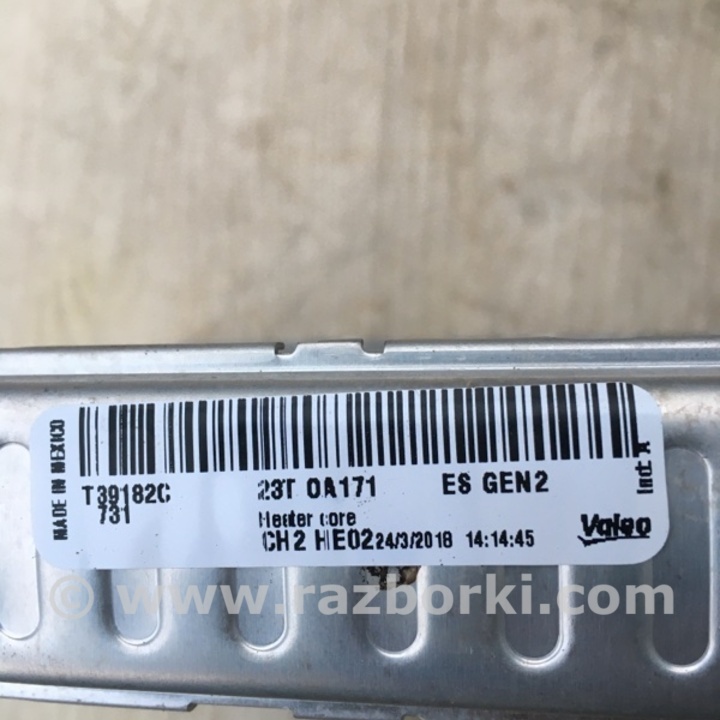 MADE IN MEXICO
T39182C 23T 0A171 ES GEN2
731 Heater core
CH2 HE02 24/3/2018 14:14:45
Valeo
Ind: A
© www.razborki.com